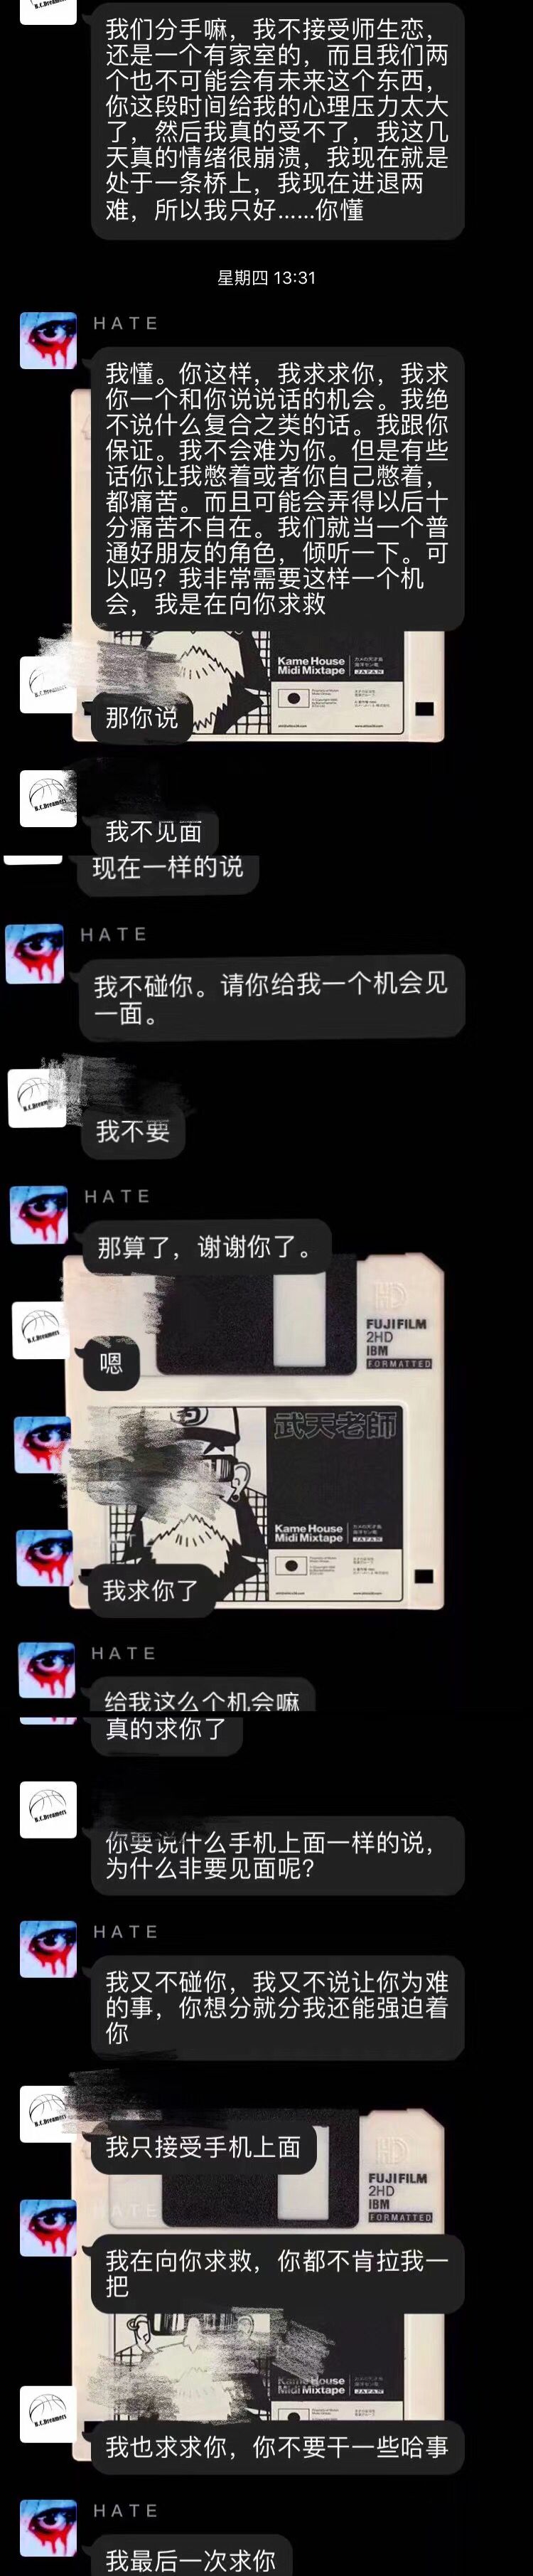 我们分手嘛，我不接受师生恋，
还是一个有家室的，而且我们两
个也不可能会有未来这个东西，
你这段时间给我的心理压力太大
了，然后我真的受不了，我这几
天真的情绪很崩溃，我现在就是
处于一条桥上，我现在进退两
难，所以我只好……你懂
星期四 13:31
HATE
我懂。你这样，我求求你，我求
你一个和你说说话的机会。我绝
不说什么复合之类的话。我跟你
保证。我不会难为你。但是有些
话你让我憋着或者你自己憋着，
都痛苦。而且可能会弄得以后十
分痛苦不自在。我们就当一个普
通好朋友的角色，倾听一下。可
以吗？我非常需要这样一个机
会，我是在向你求救
Kame House
Midi Mixtape
JAPAN
那你说
N.C.Dreamers
我不见面
现在一样的说
HATE
我不碰你。请你给我一个机会见
一面。
我不要
HATE
那算了，谢谢你了。
HD
FUJIFILM
2HD
IBM
FORMATTED
N.C.Dreamers
嗯
武天老師
Kame House
Midi Mixtape
JAPAN
我求你了
HATE
给我这么个机会嘛
真的求你了
N.C.Dreamers
你要说什么手机上面一样的说，
为什么非要见面呢？
HATE
我又不碰你，我又不说让你为难
的事，你想分就分我还能强迫着
你
N.C.Dreamers
我只接受手机上面
HD
FUJIFILM
2HD
IBM
FORMATTED
HATE
我在向你求救，你都不肯拉我一
把
Kame House
Midi Mixtape
JAPAN
N.C.Dreamers
我也求求你，你不要干一些哈事
HATE
我最后一次求你